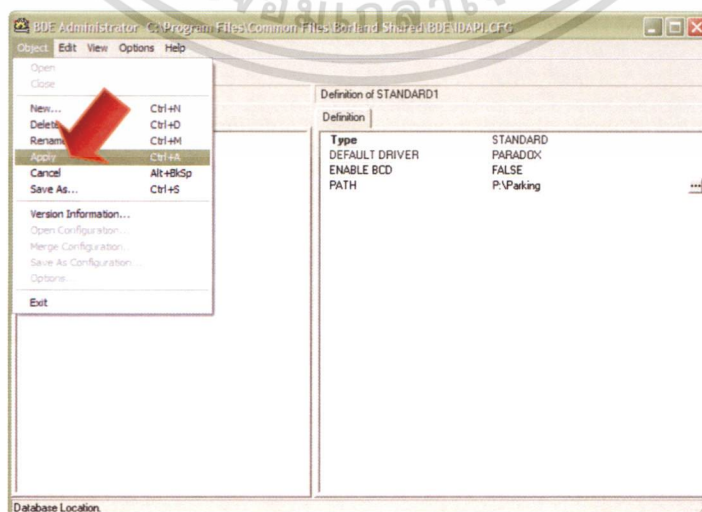 BDE Administrator C:\Program Files\Common Files\Borland Shared\BDE\IDAPI.CFG
Object Edit View Options Help
Open
Close
New... Ctrl+N
Delete Ctrl+D
Rename Ctrl+M
Apply Ctrl+A
Cancel Alt+BkSp
Save As... Ctrl+S
Version Information...
Open Configuration...
Merge Configuration...
Save As Configuration...
Options...
Exit
Definition of STANDARD1
Definition
Type STANDARD
DEFAULT DRIVER PARADOX
ENABLE BCD FALSE
PATH P:\Parking ...
Database Location.